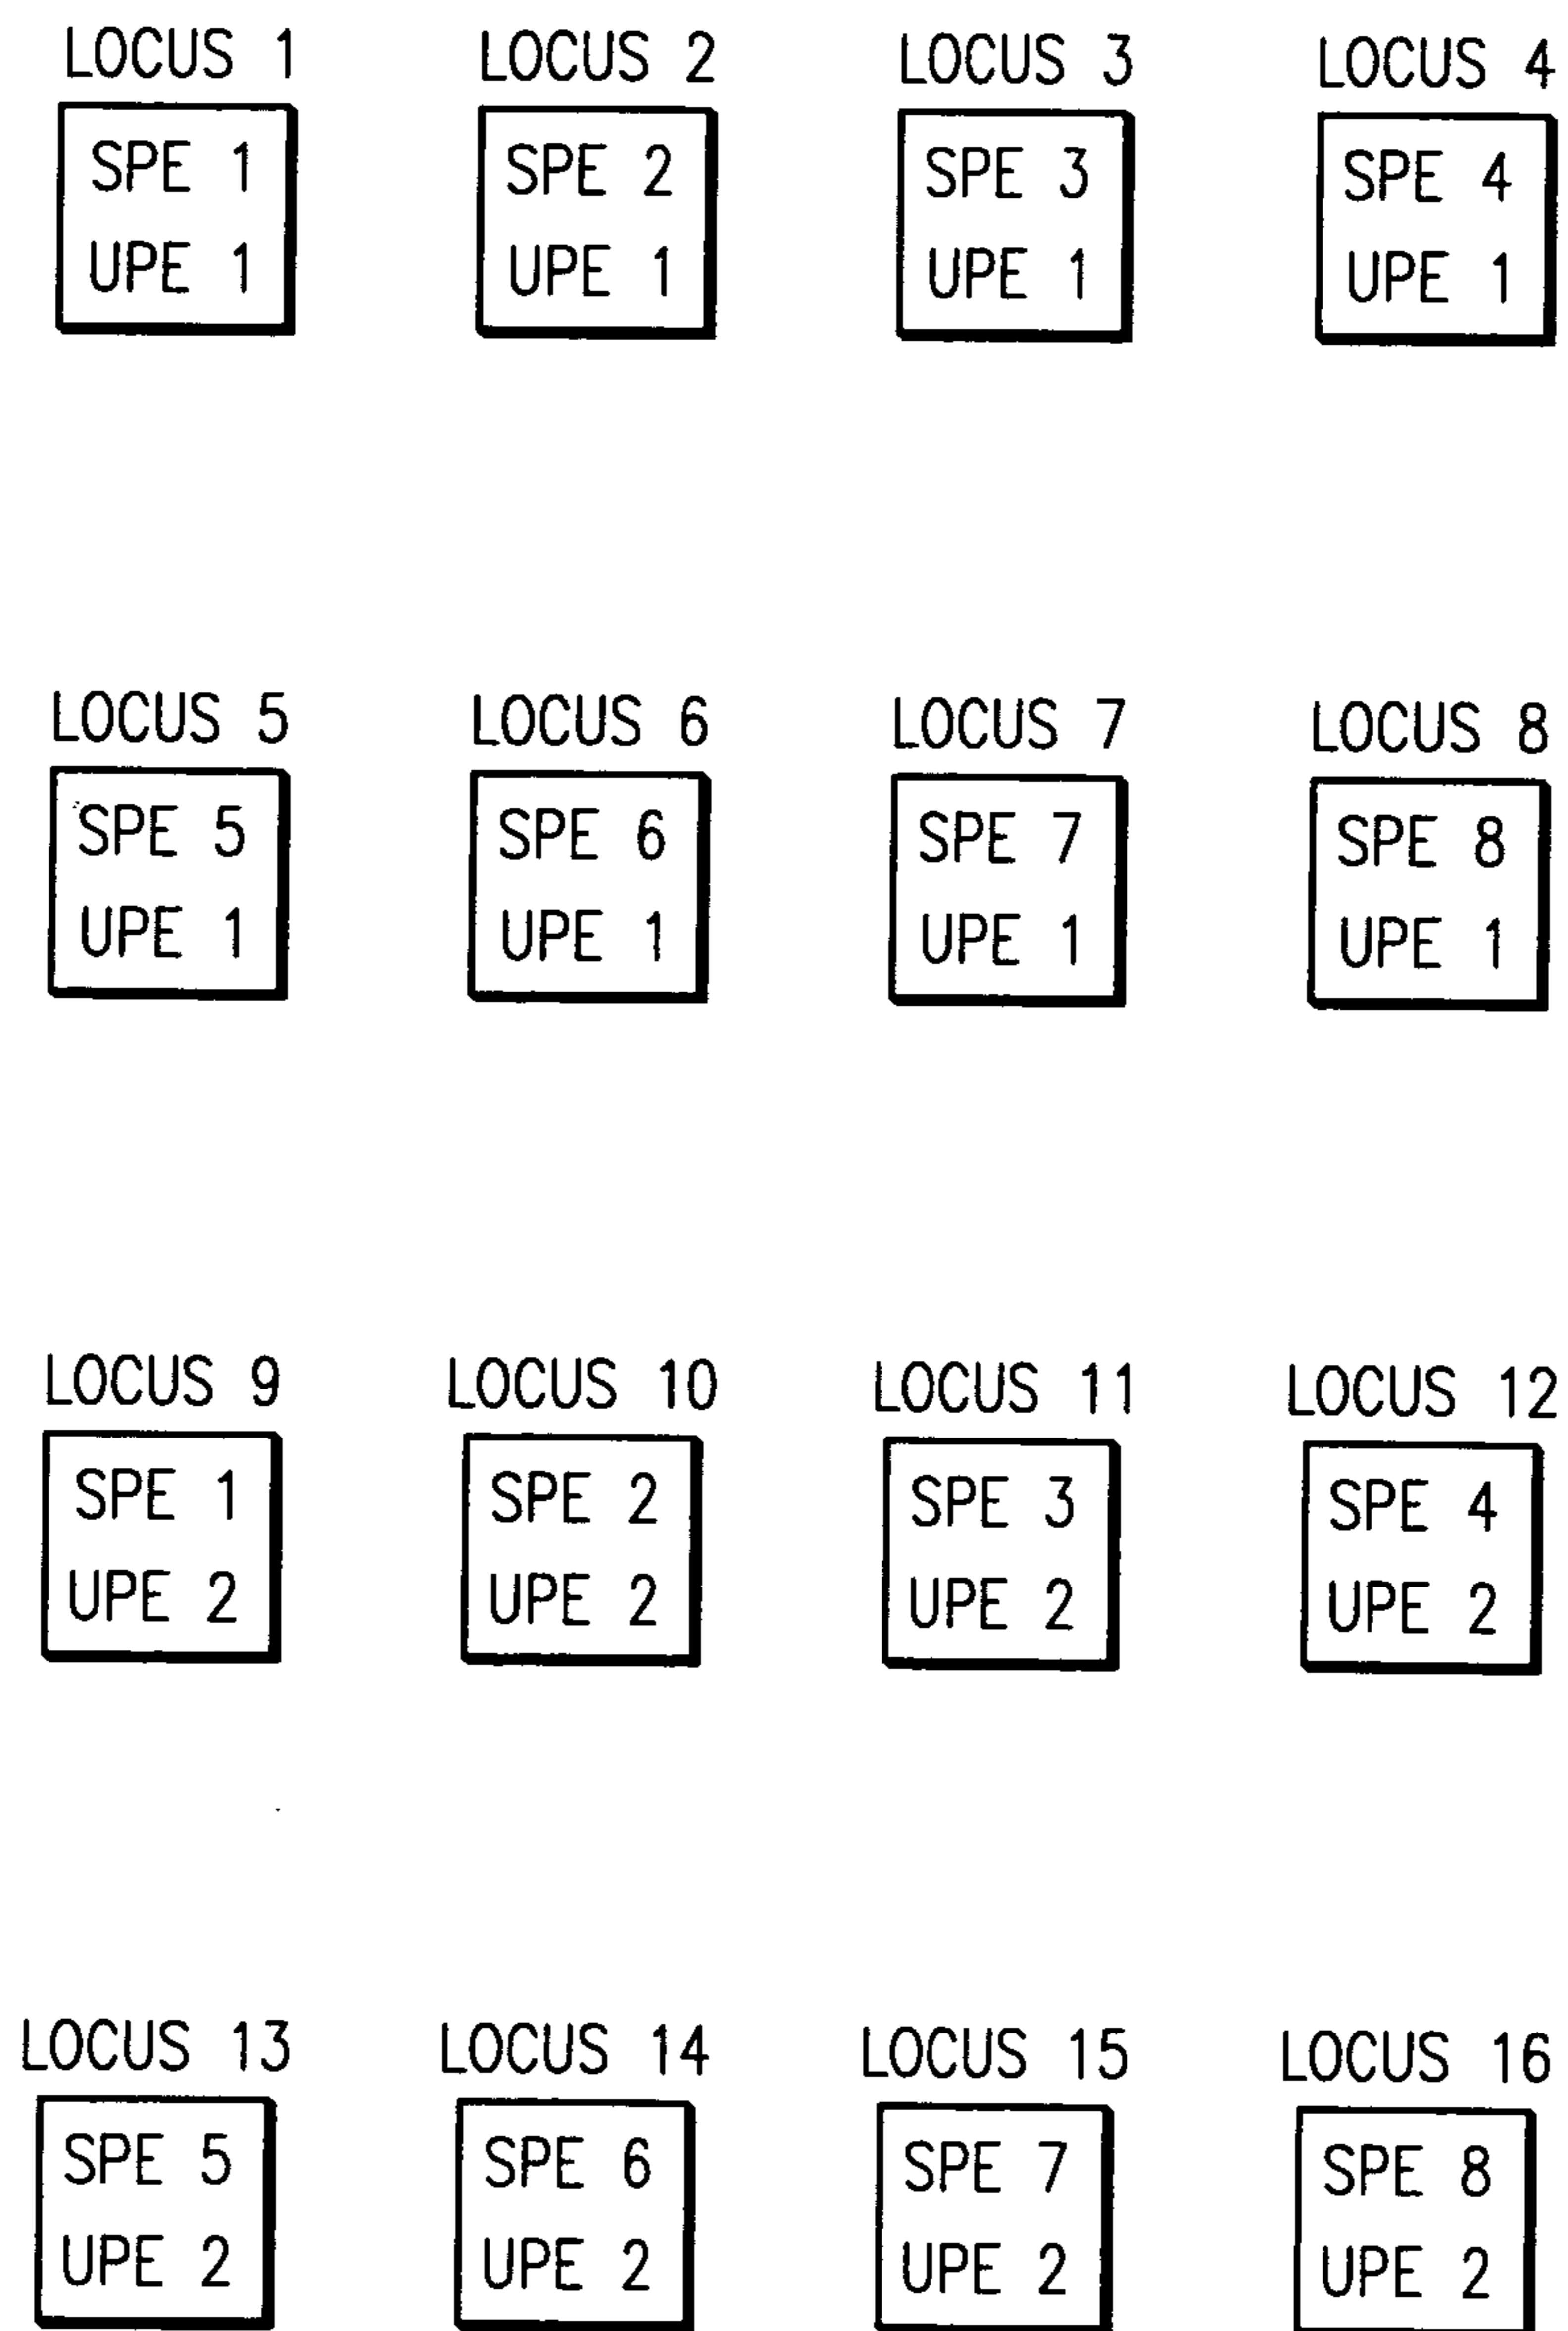 LOCUS 1 LOCUS 2 LOCUS 3 LOCUS 4
SPE 1 SPE 2 SPE 3 SPE 4
UPE 1 UPE 1 UPE 1 UPE 1
LOCUS 5 LOCUS 6 LOCUS 7 LOCUS 8
SPE 5 SPE 6 SPE 7 SPE 8
UPE 1 UPE 1 UPE 1 UPE 1
LOCUS 9 LOCUS 10 LOCUS 11 LOCUS 12
SPE 1 SPE 2 SPE 3 SPE 4
UPE 2 UPE 2 UPE 2 UPE 2
LOCUS 13 LOCUS 14 LOCUS 15 LOCUS 16
SPE 5 SPE 6 SPE 7 SPE 8
UPE 2 UPE 2 UPE 2 UPE 2